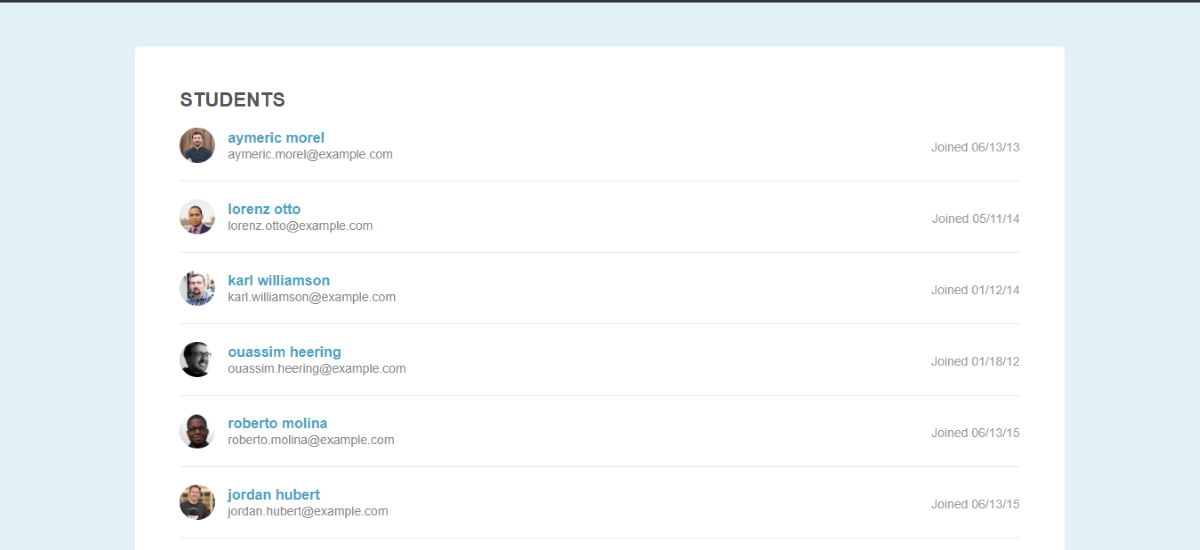 STUDENTS
aymeric morel
aymeric.morel@example.com
Joined 06/13/13
lorenz otto
lorenz.otto@example.com
Joined 05/11/14
karl williamson
karl.williamson@example.com
Joined 01/12/14
ouassim heering
ouassim.heering@example.com
Joined 01/18/12
roberto molina
roberto.molina@example.com
Joined 06/13/15
jordan hubert
jordan.hubert@example.com
Joined 06/13/15